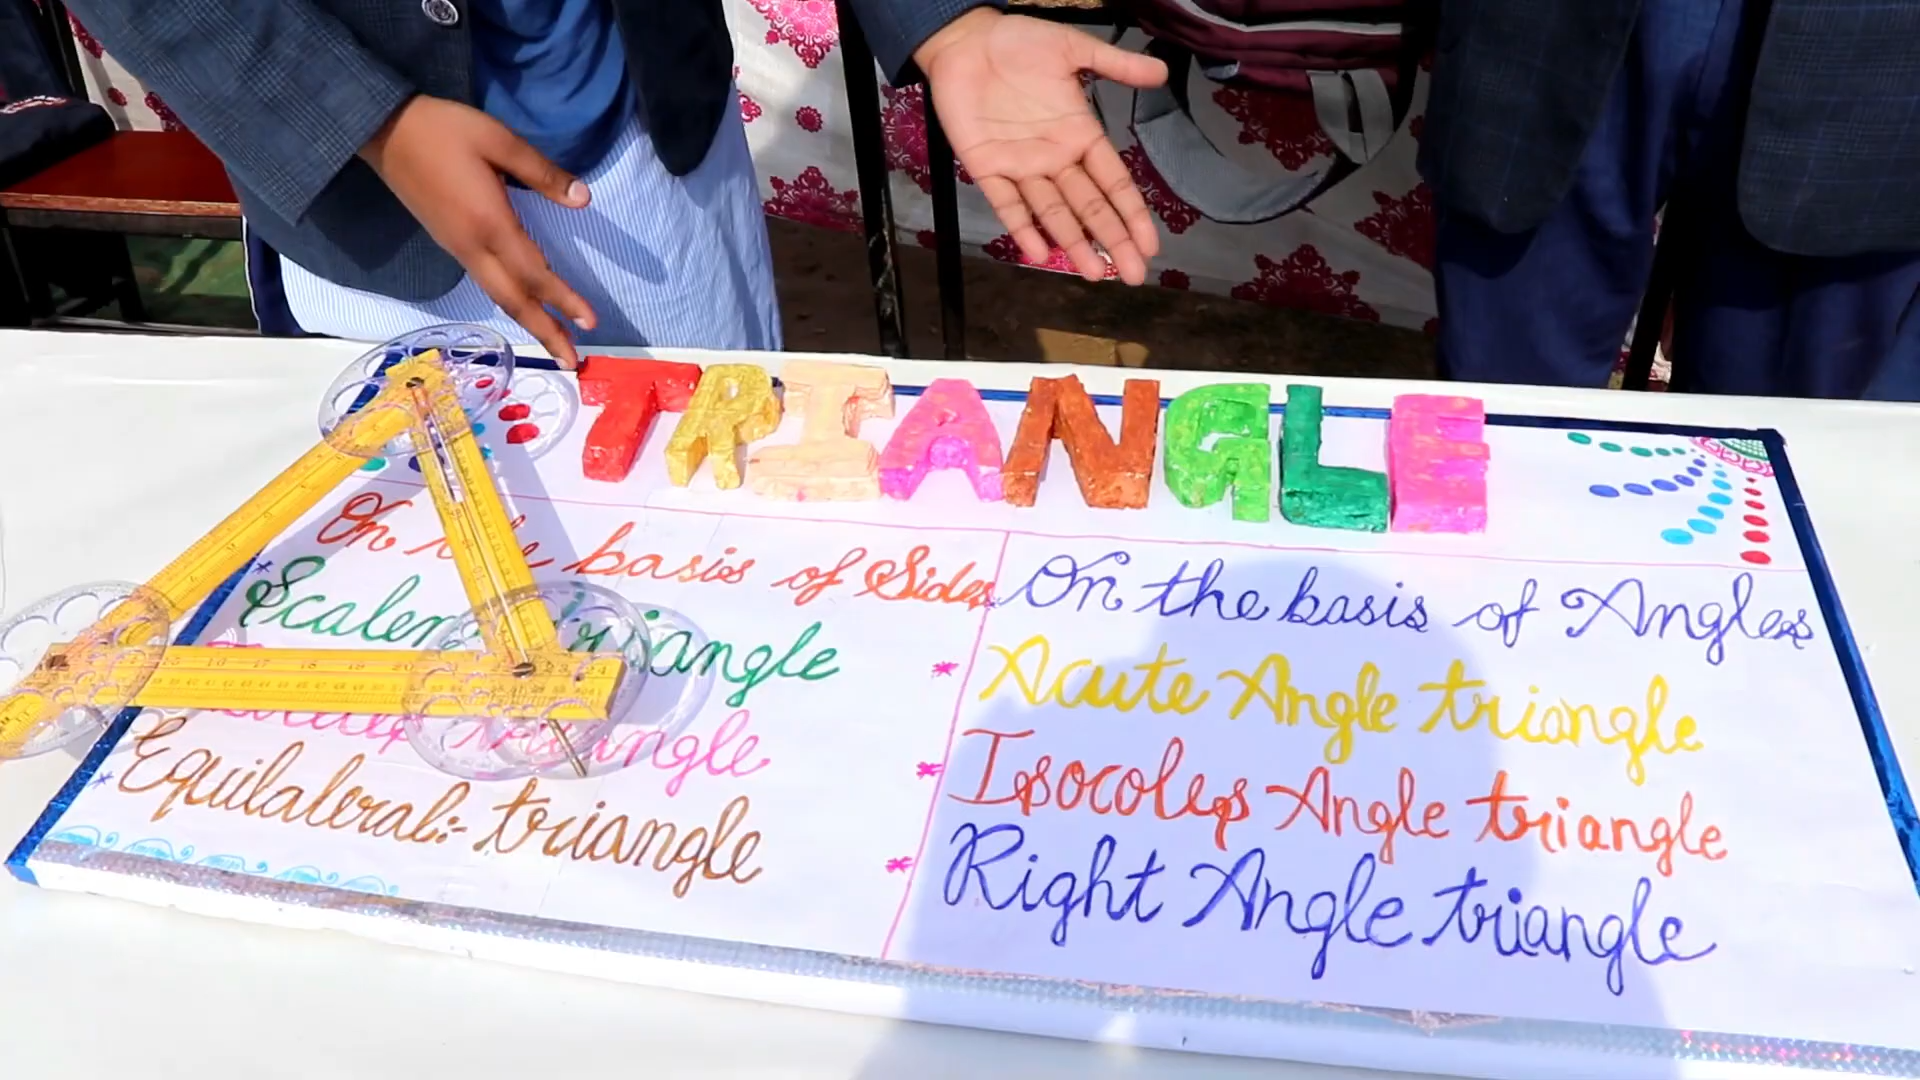 TRIANGLE
On the basis of Sides
Scalene triangle
triangle
Equilateral:- triangle
On the basis of Angles
Acute Angle triangle
Isocoles Angle triangle
Right Angle triangle